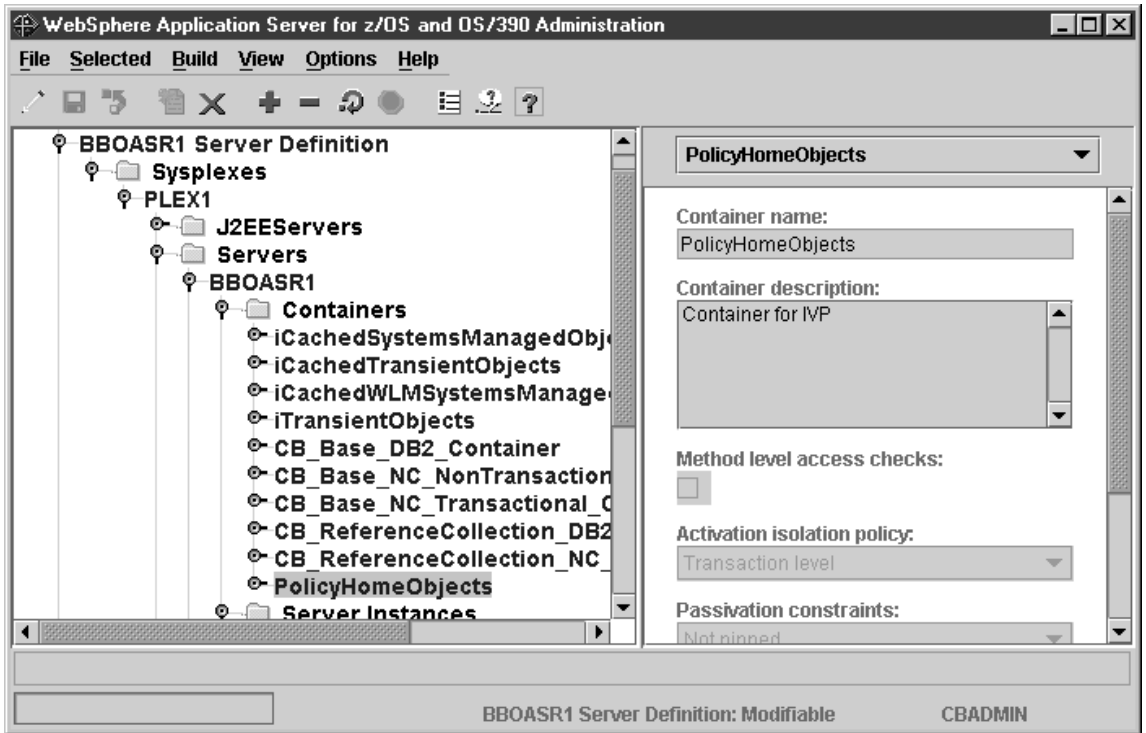 WebSphere Application Server for z/OS and OS/390 Administration
File Selected Build View Options Help
BBOASR1 Server Definition
Sysplexes
PLEX1
J2EEServers
Servers
BBOASR1
Containers
iCachedSystemsManagedObj
iCachedTransientObjects
iCachedWLMSystemsManage
iTransientObjects
CB_Base_DB2_Container
CB_Base_NC_NonTransaction
CB_Base_NC_Transactional_C
CB_ReferenceCollection_DB2
CB_ReferenceCollection_NC_
PolicyHomeObjects
Server Instances
PolicyHomeObjects
Container name:
PolicyHomeObjects
Container description:
Container for IVP
Method level access checks:
Activation isolation policy:
Transaction level
Passivation constraints:
Not pinned
BBOASR1 Server Definition: Modifiable CBADMIN